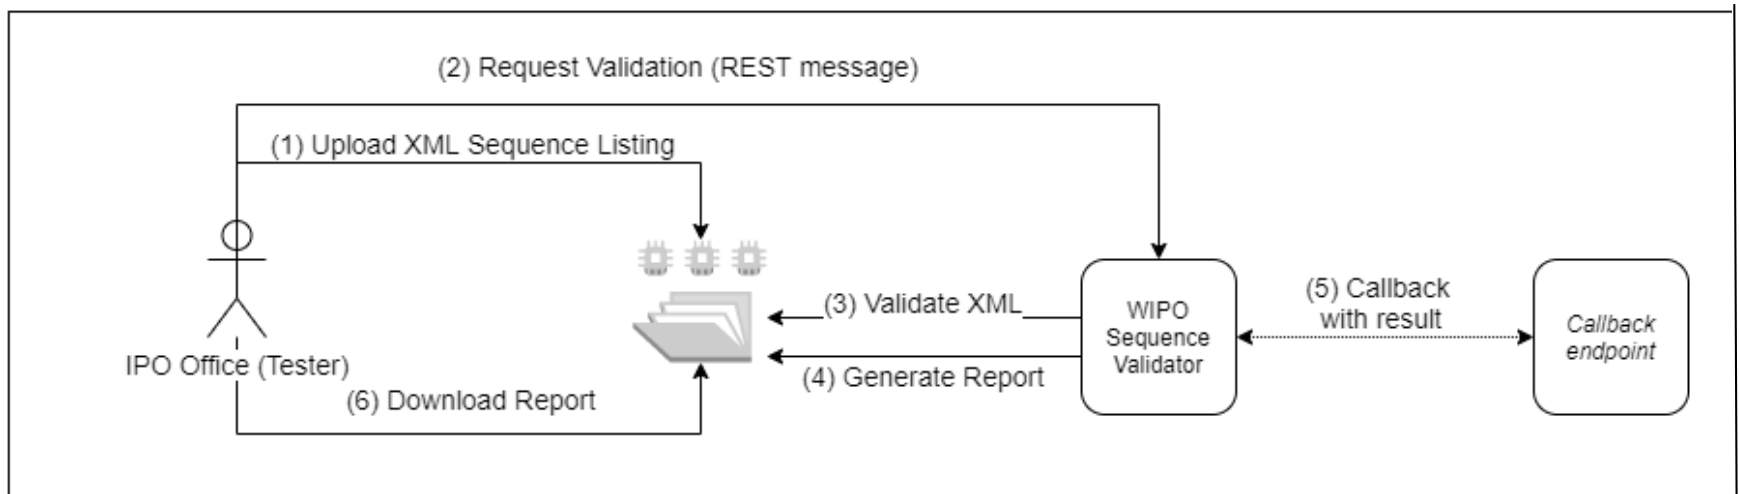 (2) Request Validation (REST message)
(1) Upload XML Sequence Listing
(3) Validate XML
(4) Generate Report
WIPO
Sequence
Validator
(5) Callback
with result
Callback
endpoint
IPO Office (Tester)
(6) Download Report